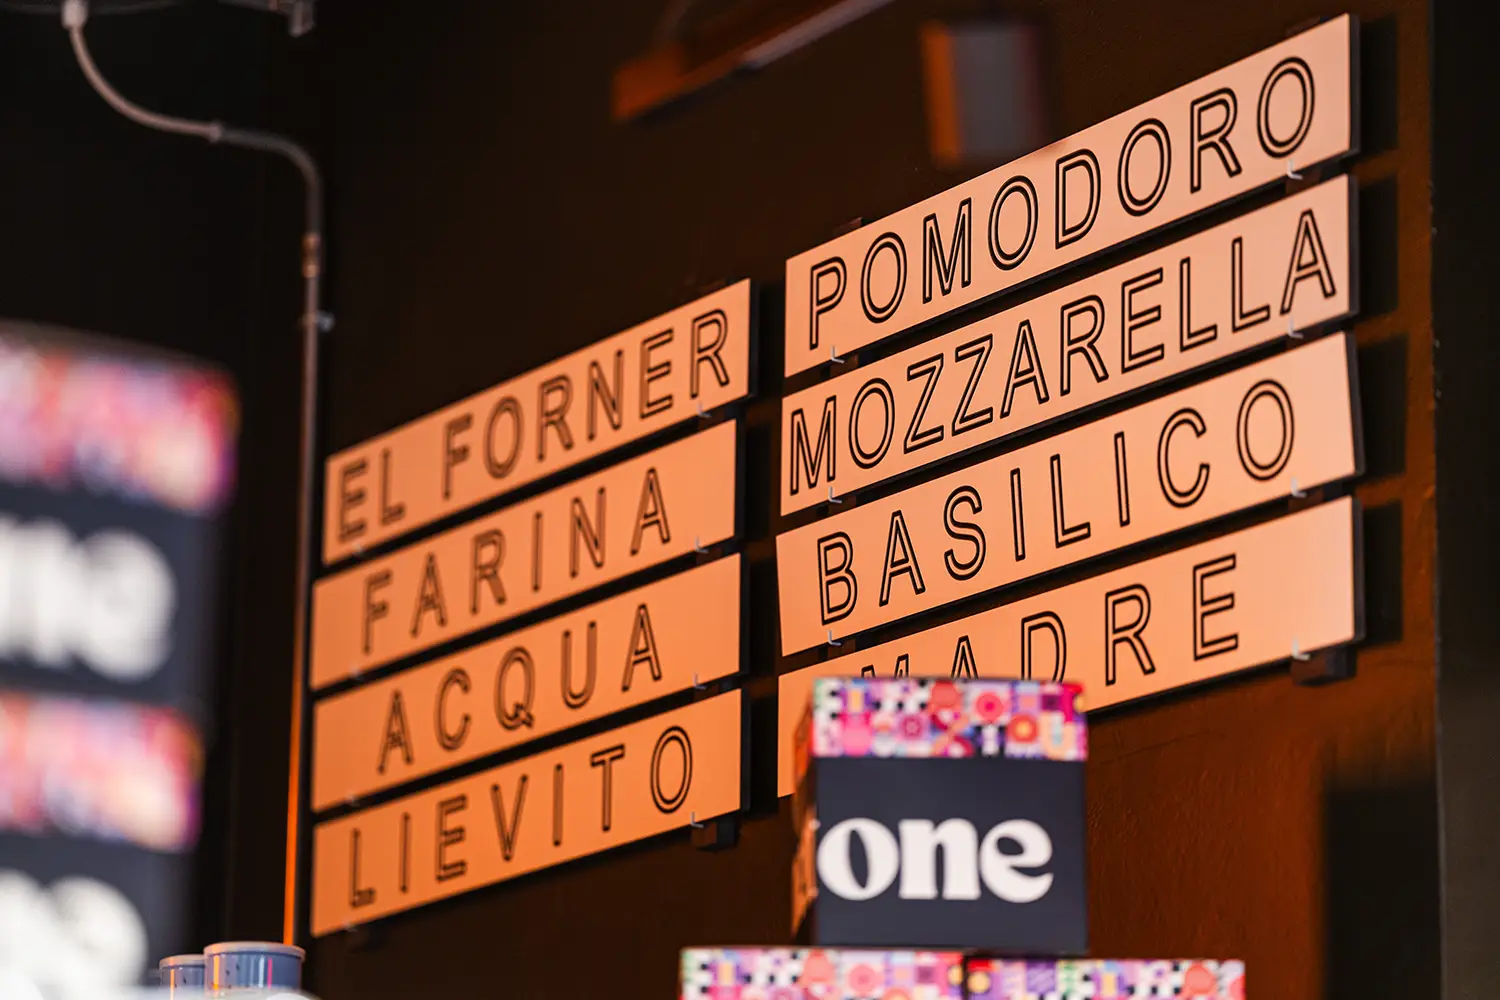 EL FORNER
FARINA
ACQUA
LIEVITO
POMODORO
MOZZARELLA
BASILICO
MADRE
one